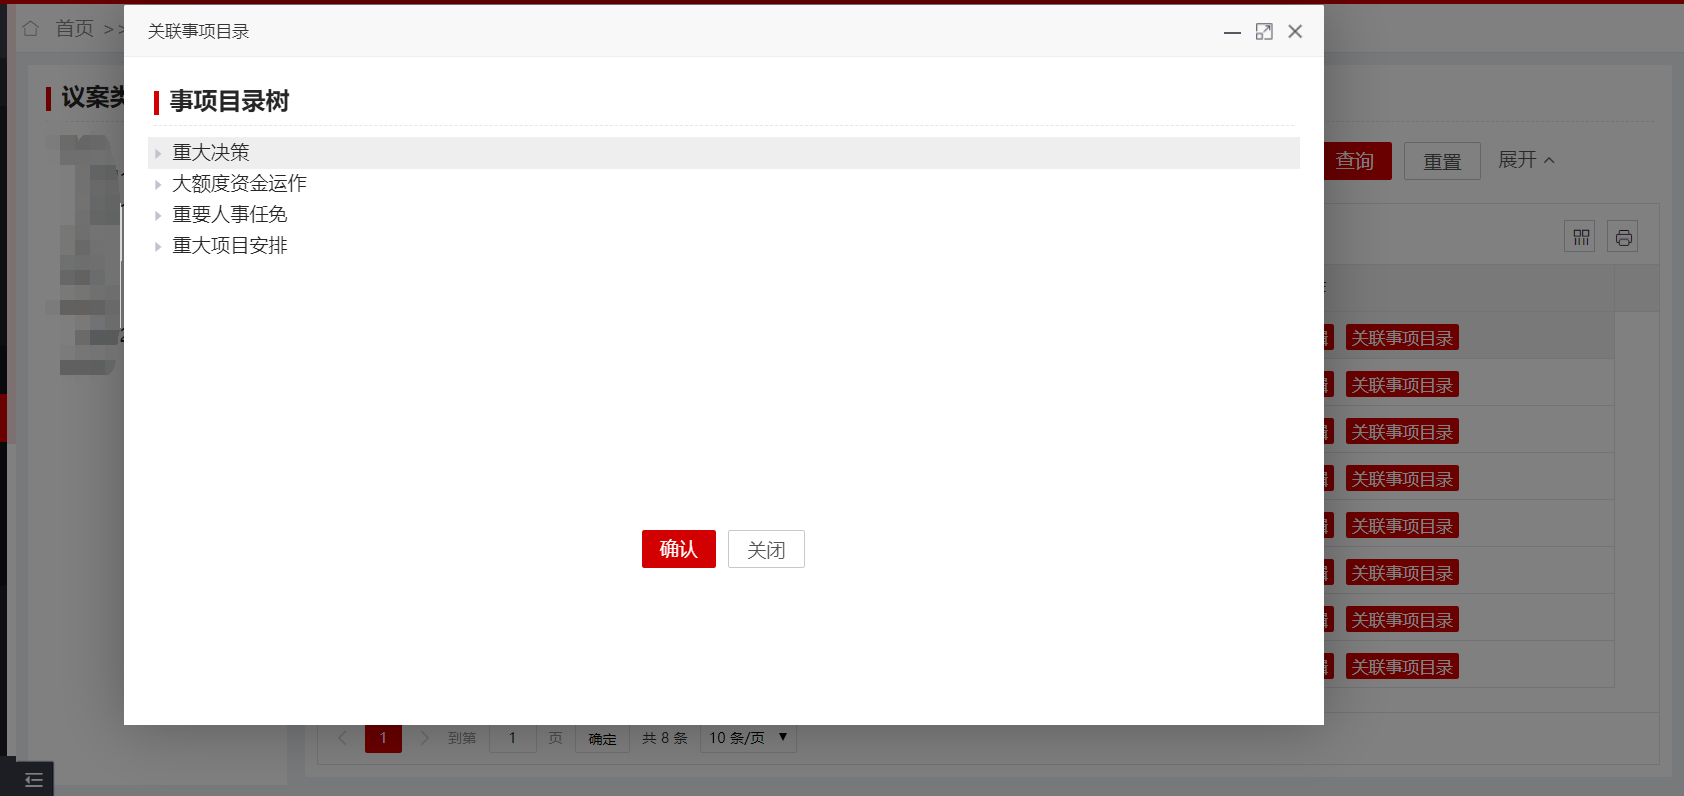 首页 >
关联事项目录
议案类
事项目录树
重大决策
大额度资金运作
重要人事任免
重大项目安排
查询
重置
展开
关联事项目录
关联事项目录
关联事项目录
关联事项目录
关联事项目录
关联事项目录
关联事项目录
关联事项目录
确认
关闭
1
到第
1
页
确定
共 8 条
10 条/页